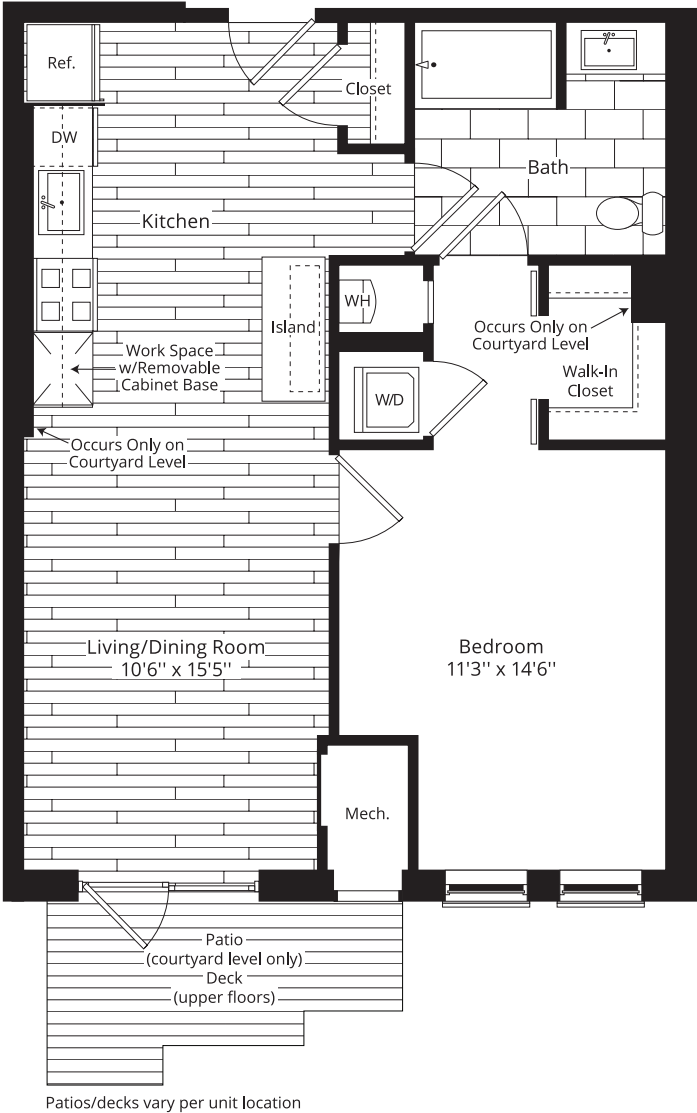 Ref.
Closet
DW
Bath
Kitchen
WH
Island
Occurs Only on
Courtyard Level
Work Space
w/Removable
Cabinet Base
Walk-In
Closet
W/D
Occurs Only on
Courtyard Level
Living/Dining Room
10'6'' x 15'5''
Bedroom
11'3'' x 14'6''
Mech.
Patio
(courtyard level only)
Deck
(upper floors)
Patios/decks vary per unit location